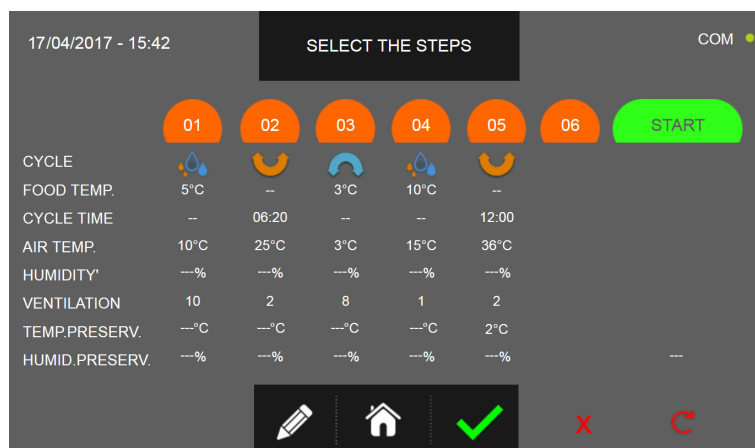 17/04/2017 - 15:42 SELECT THE STEPS COM
01 02 03 04 05 06 START
CYCLE
FOOD TEMP. 5°C -- 3°C 10°C --
CYCLE TIME -- 06:20 -- -- 12:00
AIR TEMP. 10°C 25°C 3°C 15°C 36°C
HUMIDITY' ---% ---% ---% ---% ---%
VENTILATION 10 2 8 1 2
TEMP.PRESERV. ---°C ---°C ---°C ---°C 2°C
HUMID.PRESERV. ---% ---% ---% ---% ---% ---
X